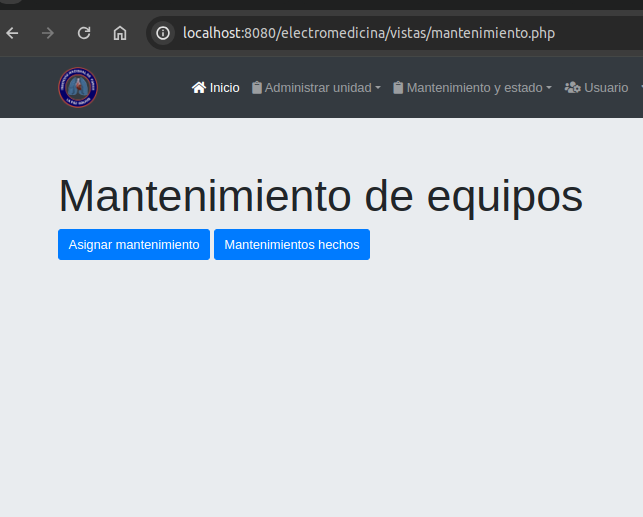 localhost:8080/electromedicina/vistas/mantenimiento.php
Inicio Administrar unidad Mantenimiento y estado Usuario
Mantenimiento de equipos
Asignar mantenimiento Mantenimientos hechos